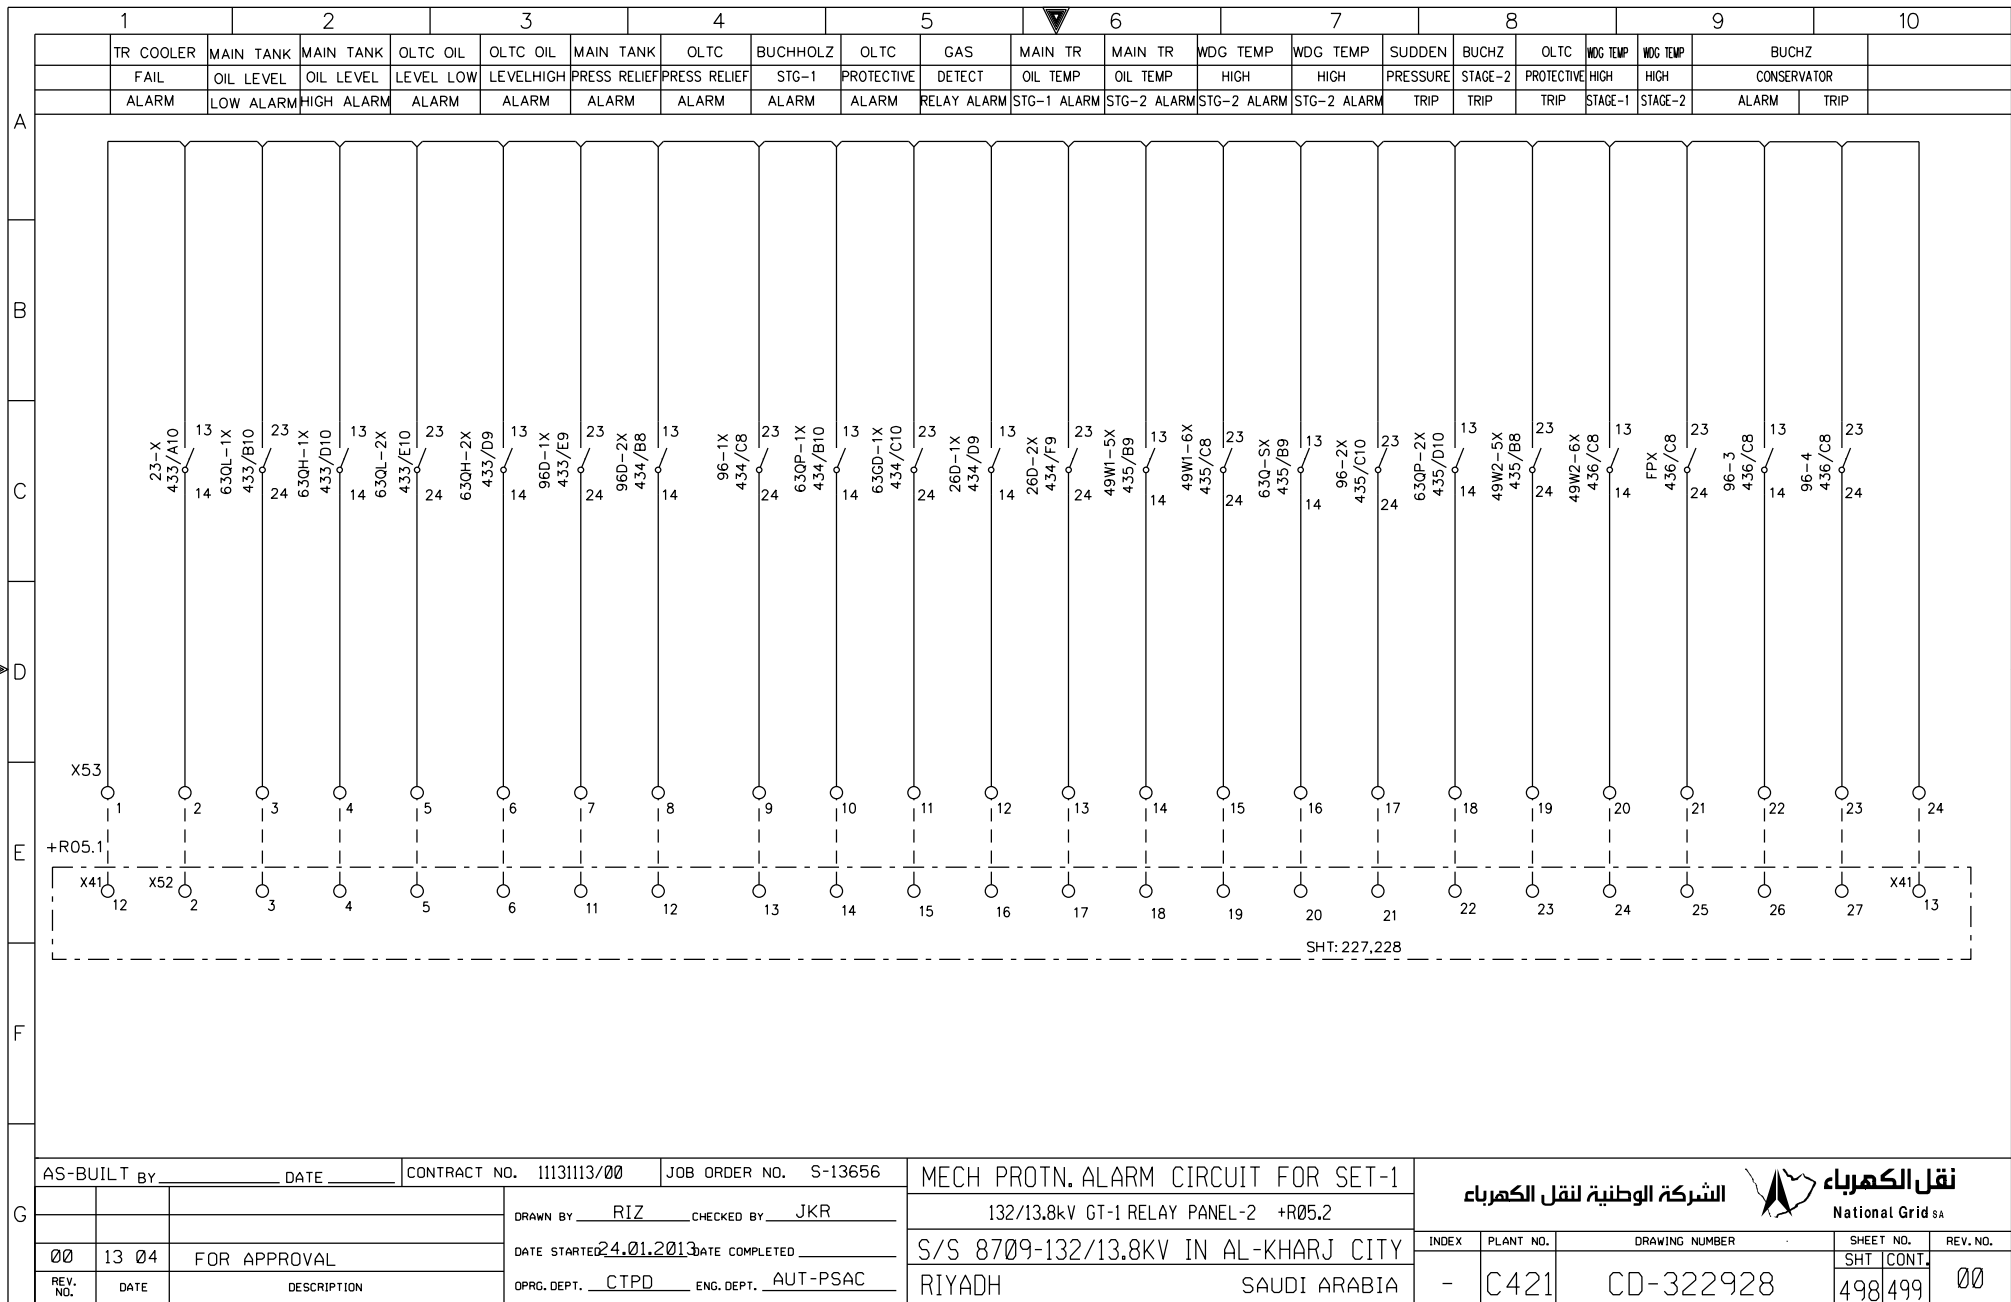 1 2 3 4 5 6 7 8 9 10
TR COOLER MAIN TANK MAIN TANK OLTC OIL OLTC OIL MAIN TANK OLTC BUCHHOLZ OLTC GAS MAIN TR MAIN TR WDG TEMP WDG TEMP SUDDEN BUCHZ OLTC WDG TEMP WDG TEMP BUCHZ
FAIL OIL LEVEL OIL LEVEL LEVEL LOW LEVELHIGH PRESS RELIEF PRESS RELIEF STG-1 PROTECTIVE DETECT OIL TEMP OIL TEMP HIGH HIGH PRESSURE STAGE-2 PROTECTIVE HIGH HIGH CONSERVATOR
ALARM LOW ALARM HIGH ALARM ALARM ALARM ALARM ALARM ALARM ALARM RELAY ALARM STG-1 ALARM STG-2 ALARM STG-2 ALARM STG-2 ALARM TRIP TRIP TRIP STAGE-1 STAGE-2 ALARM TRIP
A
B
C
D
E
F
G
23-X 433/A10 13 14
63QL-1X 433/B10 23 24
63QH-1X 433/D10 13 14
63QL-2X 433/E10 23 24
63QH-2X 433/D9 13 14
96D-1X 433/E9 23 24
96D-2X 434/B8 13 14
96-1X 434/C8 23 24
63QP-1X 434/B10 13 14
63GD-1X 434/C10 23 24
26D-1X 434/D9 13 14
26D-2X 434/F9 23 24
49W1-5X 435/B9 13 14
49W1-6X 435/C8 23 24
63Q-SX 435/B9 13 14
96-2X 435/C10 23 24
63QP-2X 435/D10 13 14
49W2-5X 435/B8 23 24
49W2-6X 436/C8 13 14
FPX 436/C8 23 24
96-3 436/C8 13 14
96-4 436/C8 23 24
X53
1 2 3 4 5 6 7 8 9 10 11 12 13 14 15 16 17 18 19 20 21 22 23 24
+R05.1
X41 X52 X41
12 2 3 4 5 6 11 12 13 14 15 16 17 18 19 20 21 22 23 24 25 26 27 13
SHT: 227,228
AS-BUILT BY DATE CONTRACT NO. 11131113/00 JOB ORDER NO. S-13656
DRAWN BY RIZ CHECKED BY JKR
DATE STARTED 24.01.2013 DATE COMPLETED
OPRG. DEPT. CTPD ENG. DEPT. AUT-PSAC
00 13 04 FOR APPROVAL
REV. NO. DATE DESCRIPTION
MECH PROTN. ALARM CIRCUIT FOR SET-1
132/13.8kV GT-1 RELAY PANEL-2 +R05.2
S/S 8709-132/13.8KV IN AL-KHARJ CITY
RIYADH SAUDI ARABIA
الشركة الوطنية لنقل الكهرباء
نقل الكهرباء
National Grid SA
INDEX PLANT NO. DRAWING NUMBER SHEET NO. REV. NO.
SHT CONT.
- C421 CD-322928 498 499 00